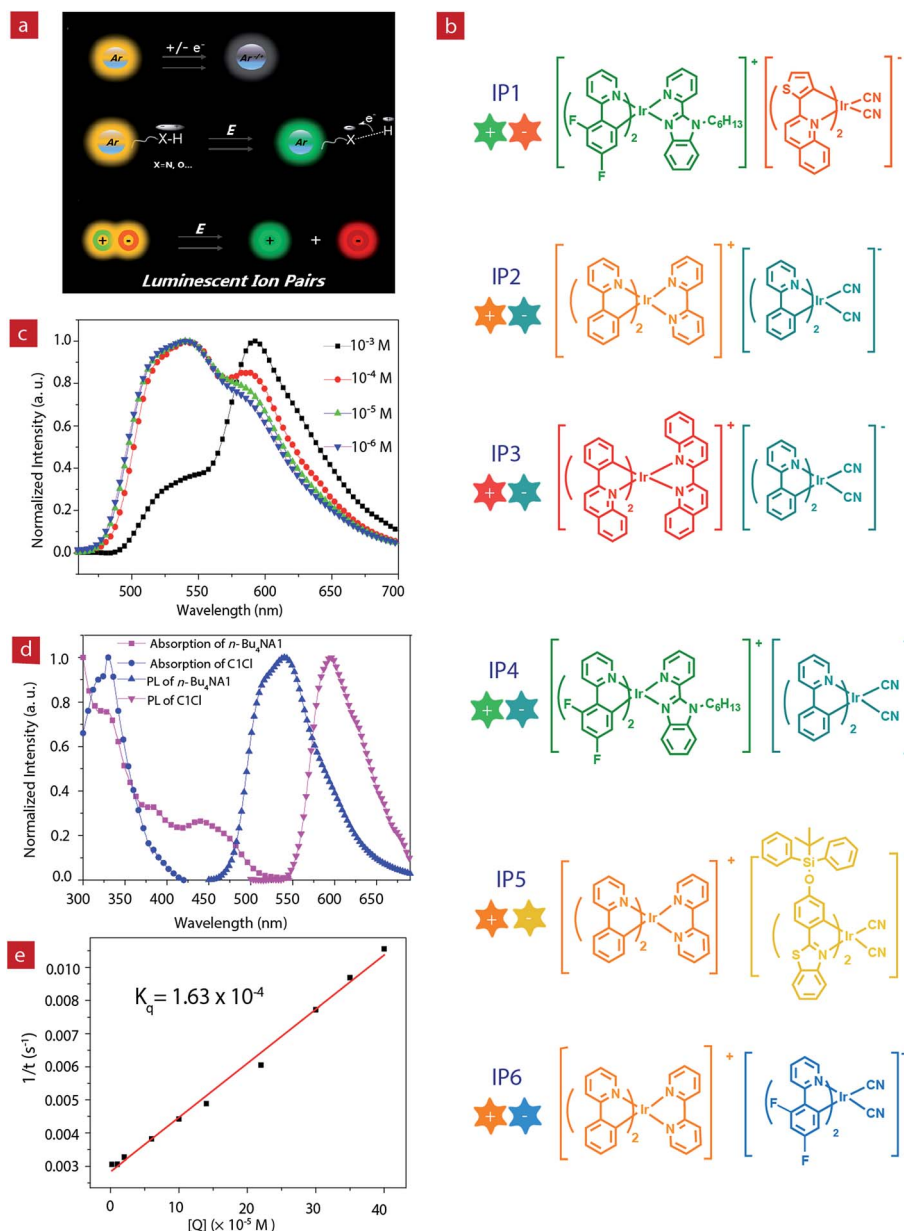 a
+/- e⁻
Ar
Ar⁻/⁺
X-H
E
X
e⁻
H
Ar
Ar
X=N, O...
E
+
-
+
+
-
Luminescent Ion Pairs
b
IP1
+ -
+
-
N
Ir
N
N
N-C₆H₁₃
F
2
F
S
Ir
CN
CN
N
2
IP2
+ -
+
-
N
Ir
N
N
2
N
Ir
CN
CN
2
IP3
+ -
+
-
Ir
N
N
N
2
N
Ir
CN
CN
2
IP4
+ -
+
-
N
Ir
N
N
N-C₆H₁₃
F
2
F
N
Ir
CN
CN
2
IP5
+ -
+
-
N
Ir
N
N
2
Si
O
Ir
CN
CN
S
N
2
IP6
+ -
+
-
N
Ir
N
N
2
N
Ir
CN
CN
F
2
F
c
Normalized Intensity (a. u.)
1.0
0.8
0.6
0.4
0.2
0.0
10⁻³ M
10⁻⁴ M
10⁻⁵ M
10⁻⁶ M
500 550 600 650 700
Wavelength (nm)
d
Normalized Intensity (a. u.)
1.0
0.8
0.6
0.4
0.2
0.0
Absorption of n-Bu₄NA1
Absorption of C1Cl
PL of n-Bu₄NA1
PL of C1Cl
300 350 400 450 500 550 600 650
Wavelength (nm)
e
1/t (s⁻¹)
0.010
0.008
0.006
0.005
0.004
0.003
K_q = 1.63 x 10⁻⁴
0 10 20 30 40
[Q] (× 10⁻⁵ M)